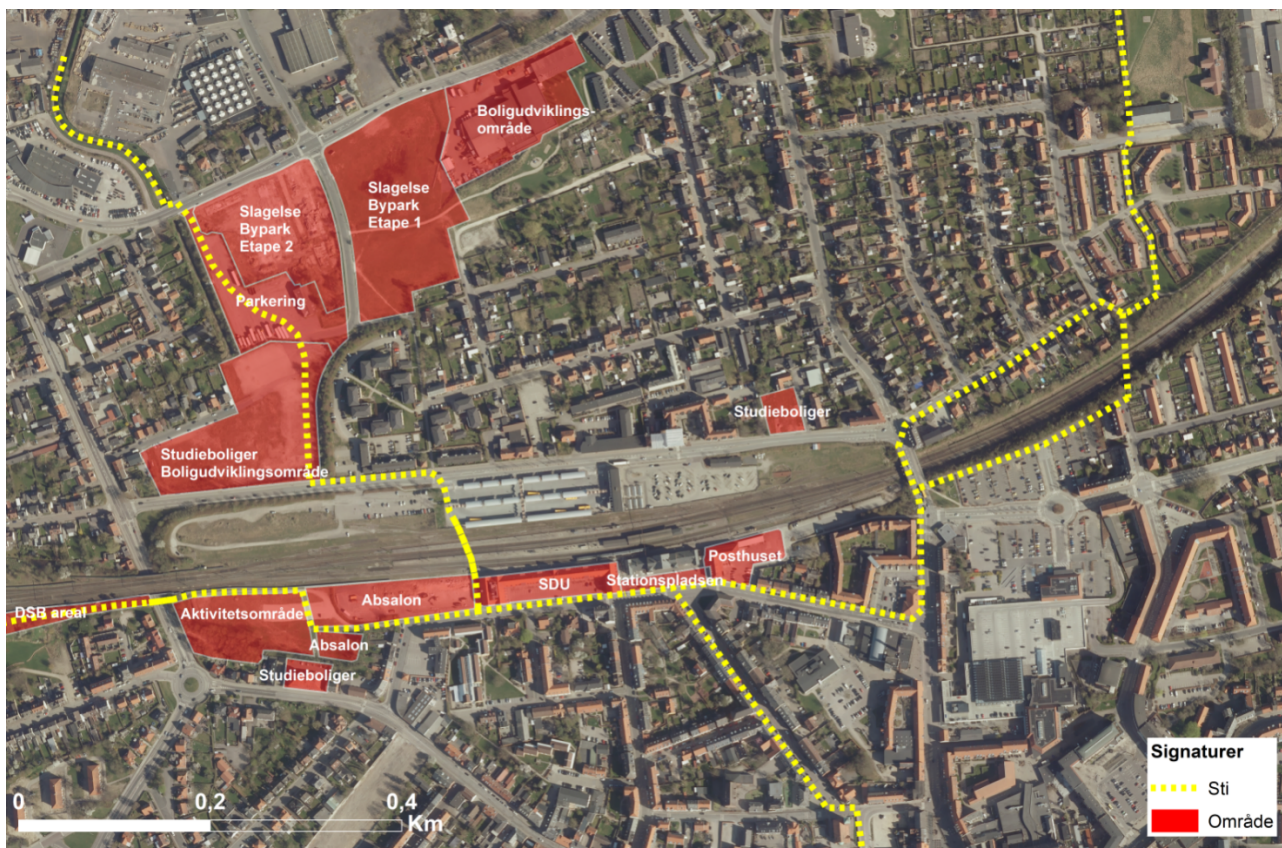 Boligudviklings-
område
Slagelse
Bypark
Etape 1
Slagelse
Bypark
Etape 2
Parkering
Studieboliger
Studieboliger
Boligudviklingsområde
Posthuset
SDU
Stationspladsen
Absalon
DSB areal
Aktivitetsområde
Absalon
Studieboliger
Signaturer
Sti
Område
0
0,2
0,4
Km